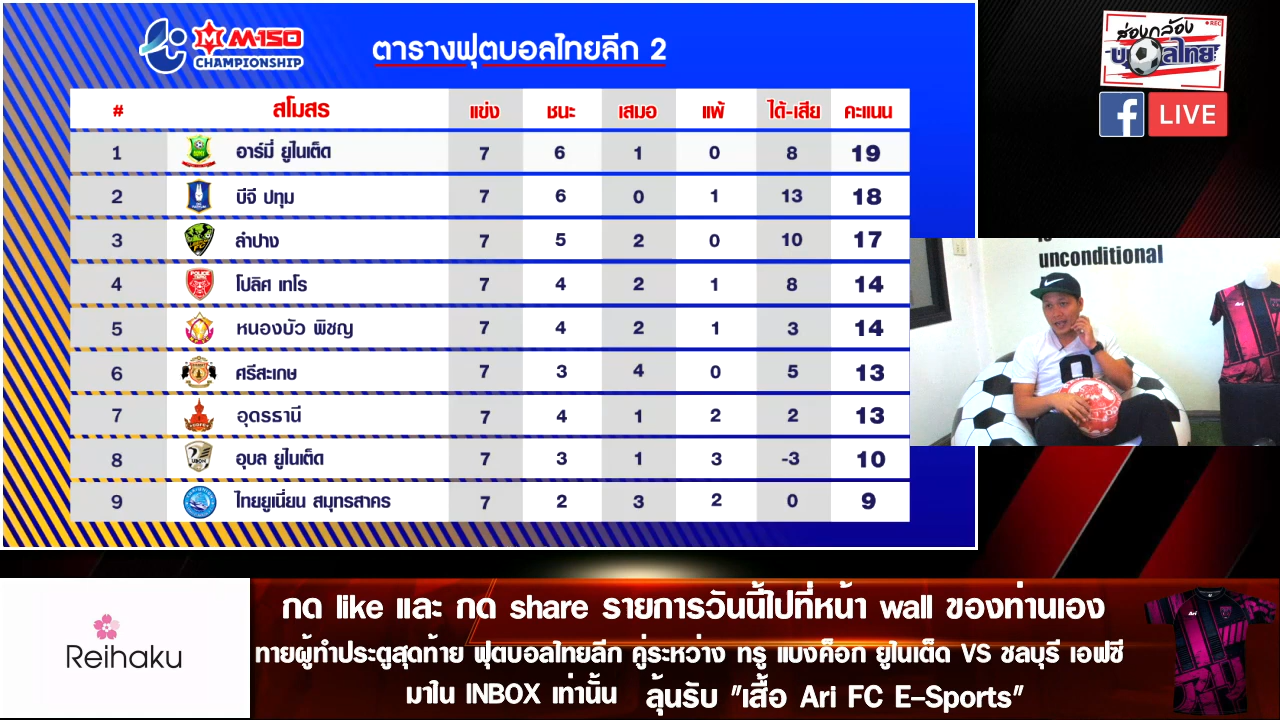 M-150
CHAMPIONSHIP
ตารางฟุตบอลไทยลีก 2
ส่องกล้อง
บอลไทย
REC
f LIVE
# สโมสร แข่ง ชนะ เสมอ แพ้ ได้-เสีย คะแนน
1 อาร์มี่ ยูไนเต็ด 7 6 1 0 8 19
2 บีจี ปทุม 7 6 0 1 13 18
3 ลำปาง 7 5 2 0 10 17
4 โปลิศ เทโร 7 4 2 1 8 14
5 หนองบัว พิชญ 7 4 2 1 3 14
6 ศรีสะเกษ 7 3 4 0 5 13
7 อุดรธานี 7 4 1 2 2 13
8 อุบล ยูไนเต็ด 7 3 1 3 -3 10
9 ไทยยูเนี่ยน สมุทรสาคร 7 2 3 2 0 9
unconditional
Reihaku
กด like และ กด share รายการวันนี้ไปที่หน้า wall ของท่านเอง
ทายผู้ทำประตูสุดท้าย ฟุตบอลไทยลีก คู่ระหว่าง ทรู แบงค็อก ยูไนเต็ด VS ชลบุรี เอฟซี
มาใน INBOX เท่านั้น ลุ้นรับ "เสื้อ Ari FC E-Sports"
Ari